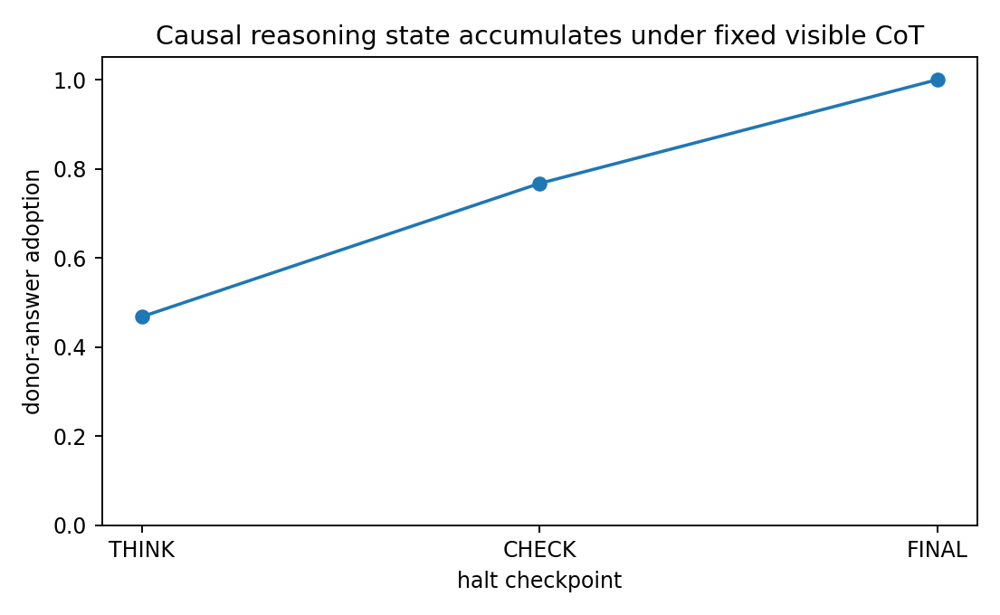 Causal reasoning state accumulates under fixed visible CoT
donor-answer adoption
1.0
0.8
0.6
0.4
0.2
0.0
THINK
CHECK
FINAL
halt checkpoint